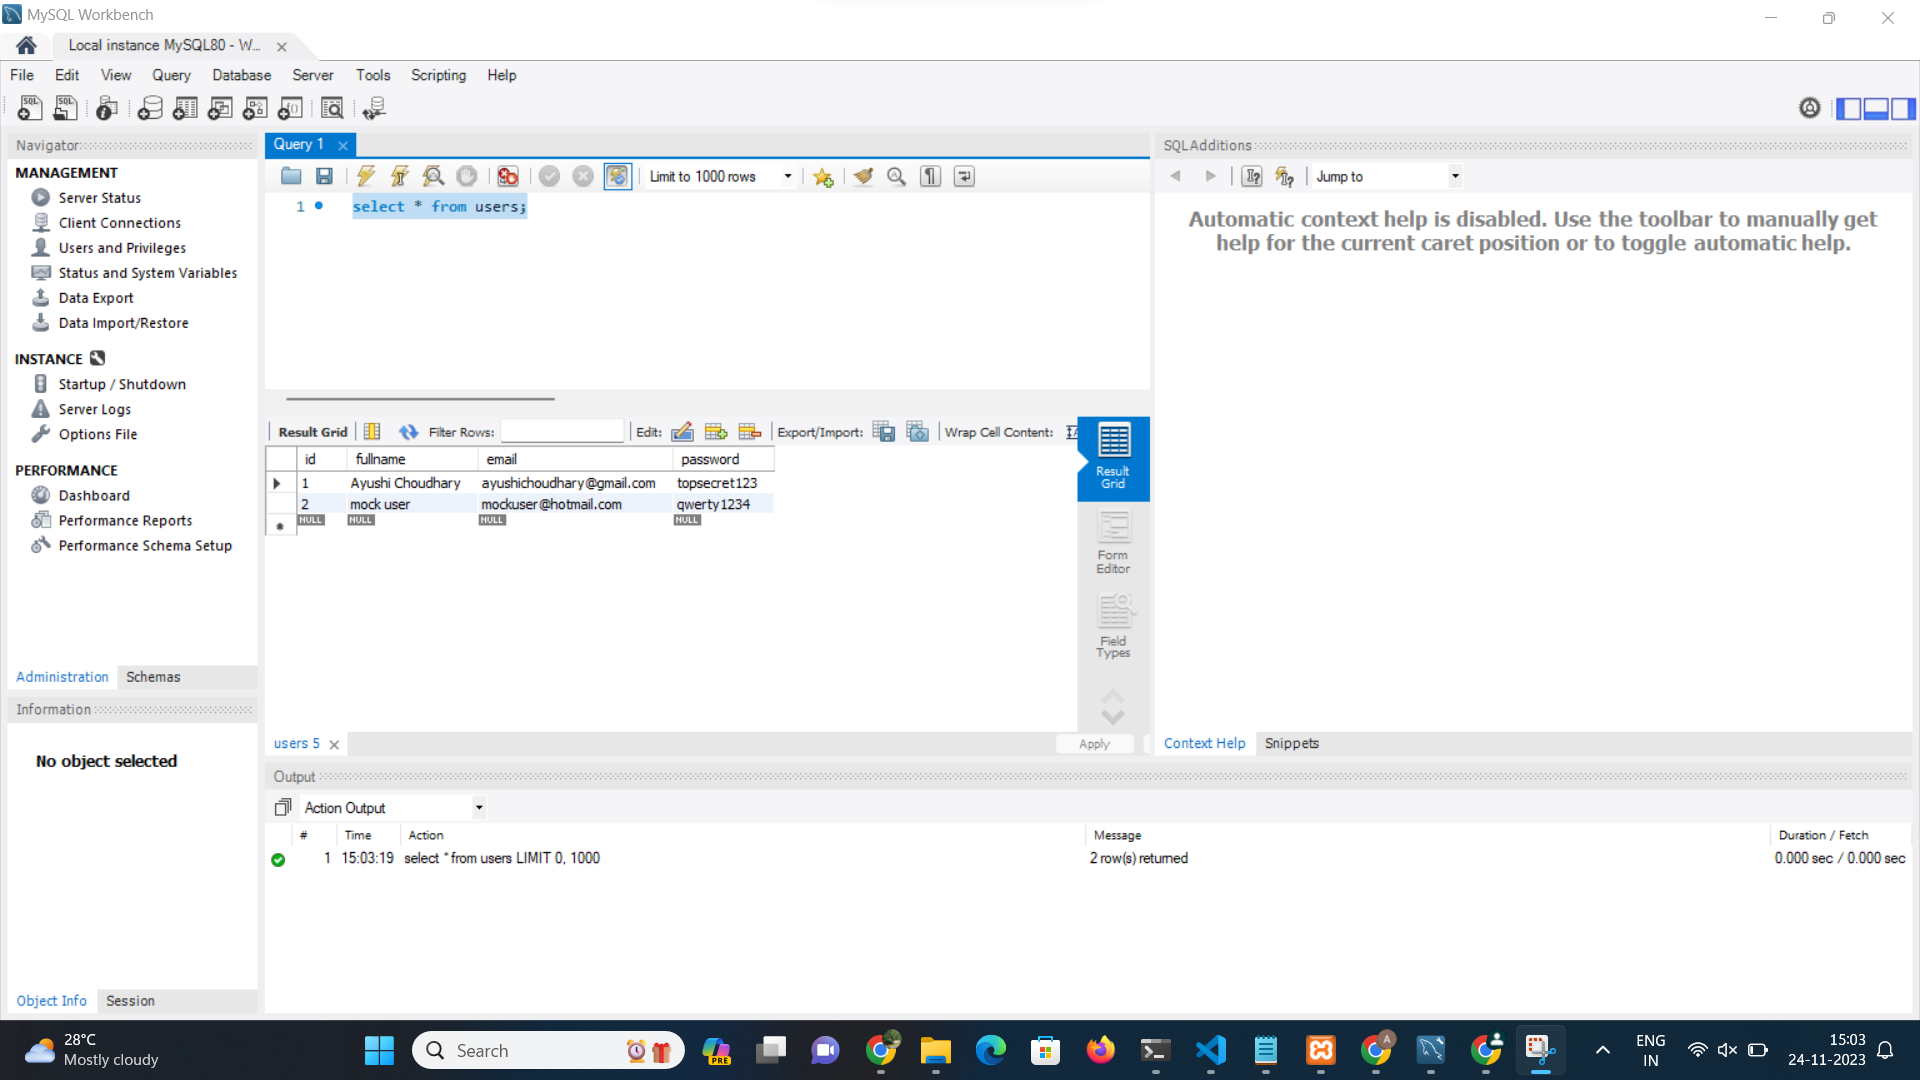 MySQL Workbench
Local instance MySQL80 - W...
File Edit View Query Database Server Tools Scripting Help
Navigator
MANAGEMENT
Server Status
Client Connections
Users and Privileges
Status and System Variables
Data Export
Data Import/Restore
INSTANCE
Startup / Shutdown
Server Logs
Options File
PERFORMANCE
Dashboard
Performance Reports
Performance Schema Setup
Administration Schemas
Information
No object selected
Object Info Session
Query 1
Limit to 1000 rows
1 select * from users;
Result Grid Filter Rows: Edit: Export/Import: Wrap Cell Content:
id fullname email password
1 Ayushi Choudhary ayushichoudhary@gmail.com topsecret123
2 mock user mockuser@hotmail.com qwerty1234
NULL NULL NULL NULL
Result
Grid
Form
Editor
Field
Types
users 5 Apply
SQLAdditions
Jump to
Automatic context help is disabled. Use the toolbar to manually get
help for the current caret position or to toggle automatic help.
Context Help Snippets
Output
Action Output
# Time Action Message Duration / Fetch
1 15:03:19 select * from users LIMIT 0, 1000 2 row(s) returned 0.000 sec / 0.000 sec
28°C
Mostly cloudy
Search
PRE
A
ENG
IN
15:03
24-11-2023